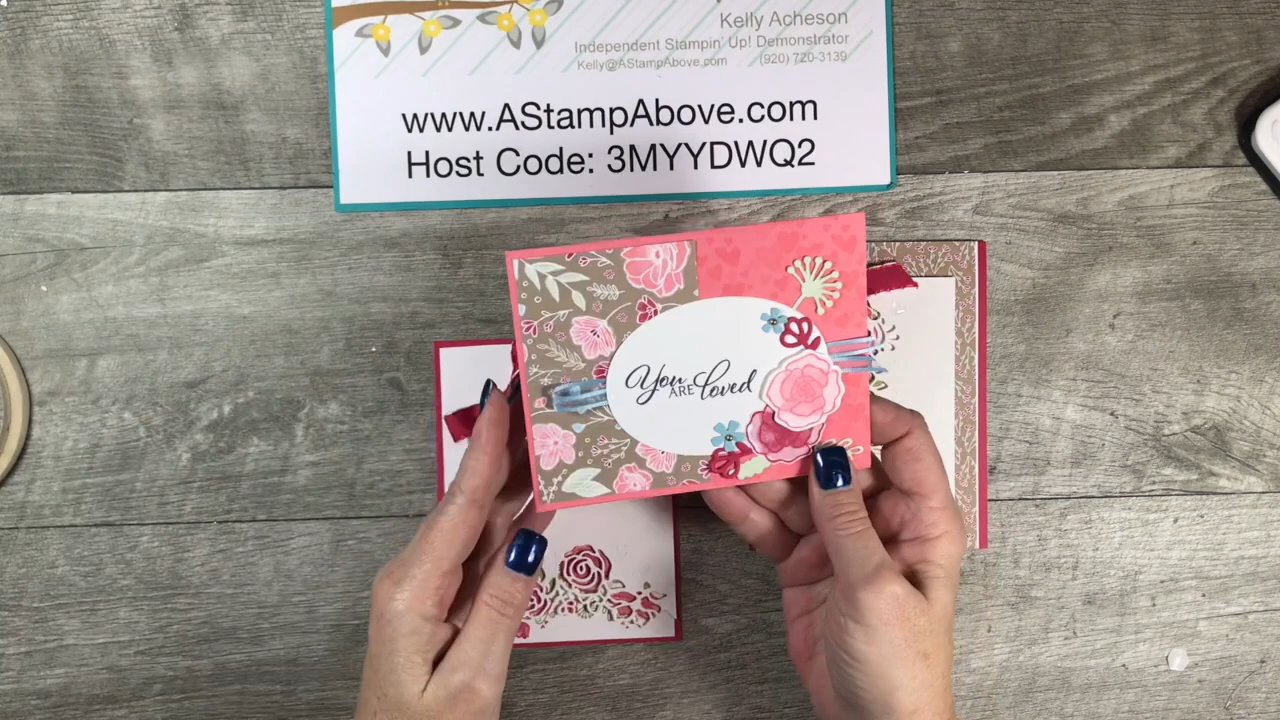 Kelly Acheson
Independent Stampin' Up! Demonstrator
Kelly@AStampAbove.com (920) 720-3139
www.AStampAbove.com
Host Code: 3MYYDWQ2
You ARE loved